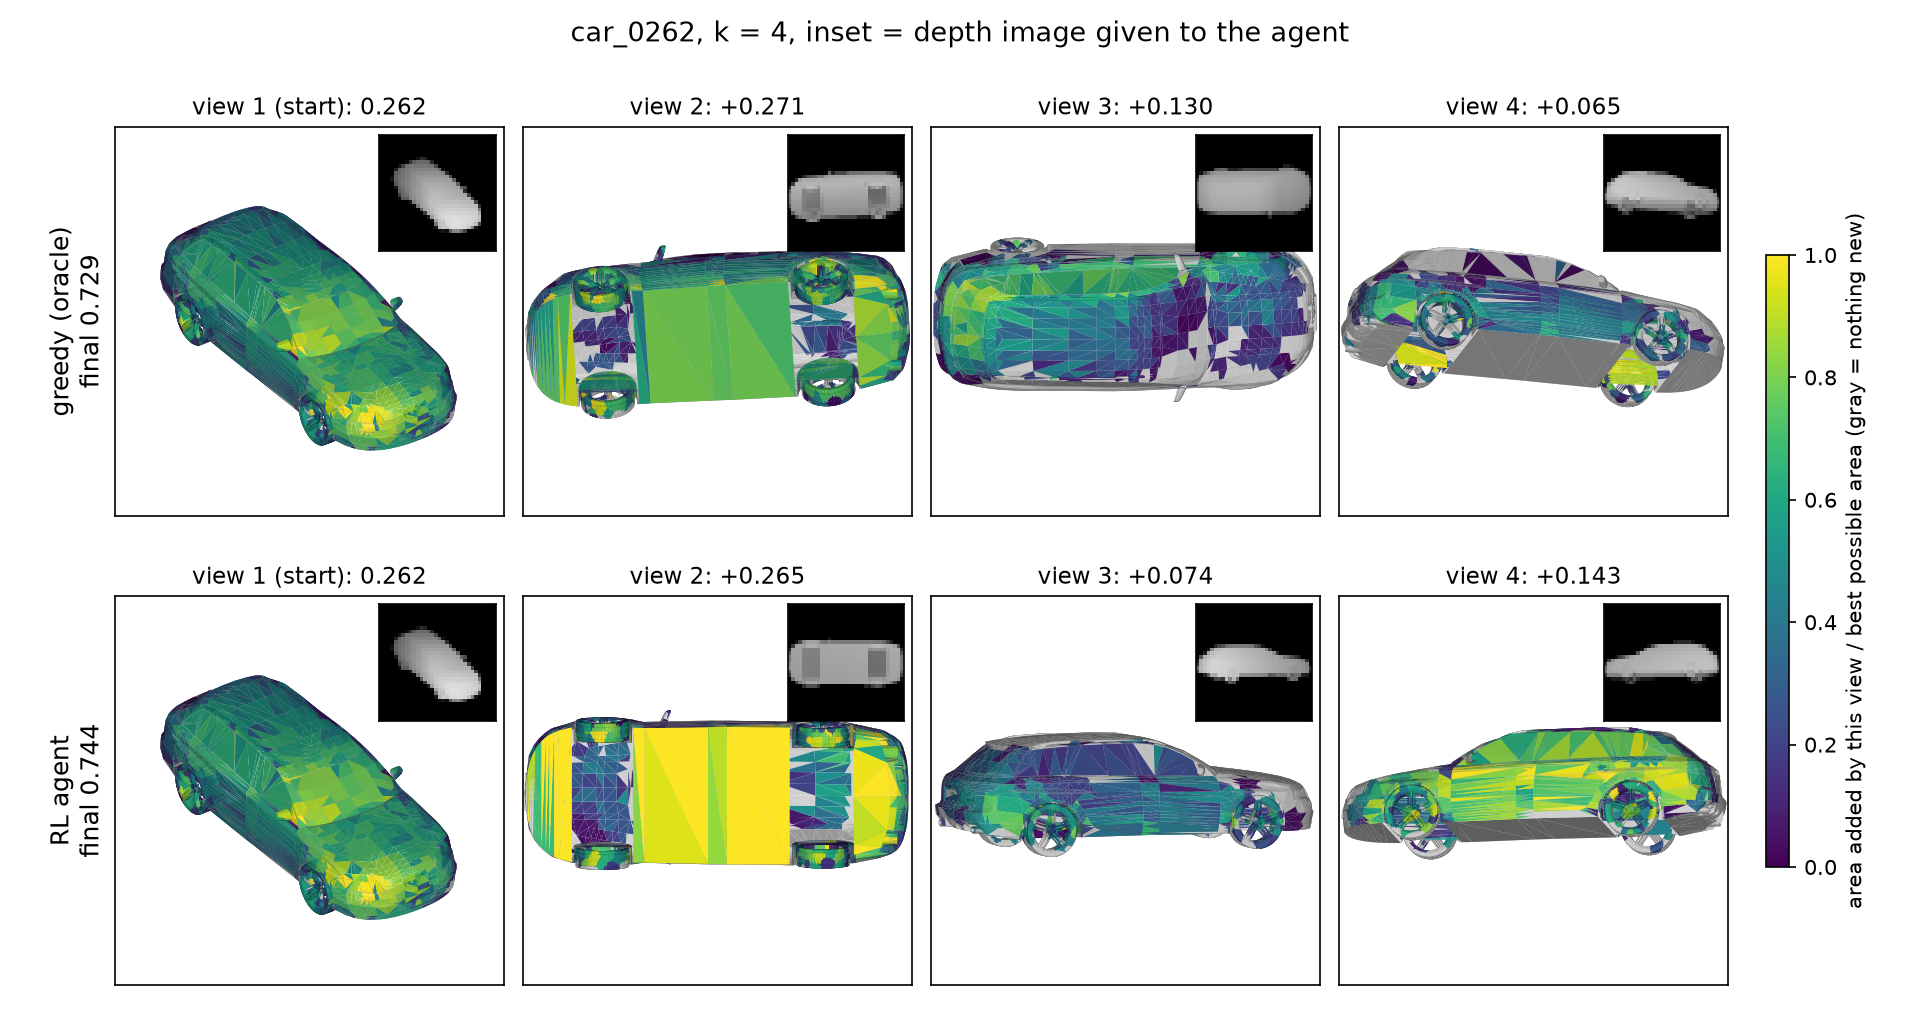 car_0262, k = 4, inset = depth image given to the agent
greedy (oracle)
final 0.729
view 1 (start): 0.262
view 2: +0.271
view 3: +0.130
view 4: +0.065
RL agent
final 0.744
view 1 (start): 0.262
view 2: +0.265
view 3: +0.074
view 4: +0.143
1.0
0.8
0.6
0.4
0.2
0.0
area added by this view / best possible area (gray = nothing new)